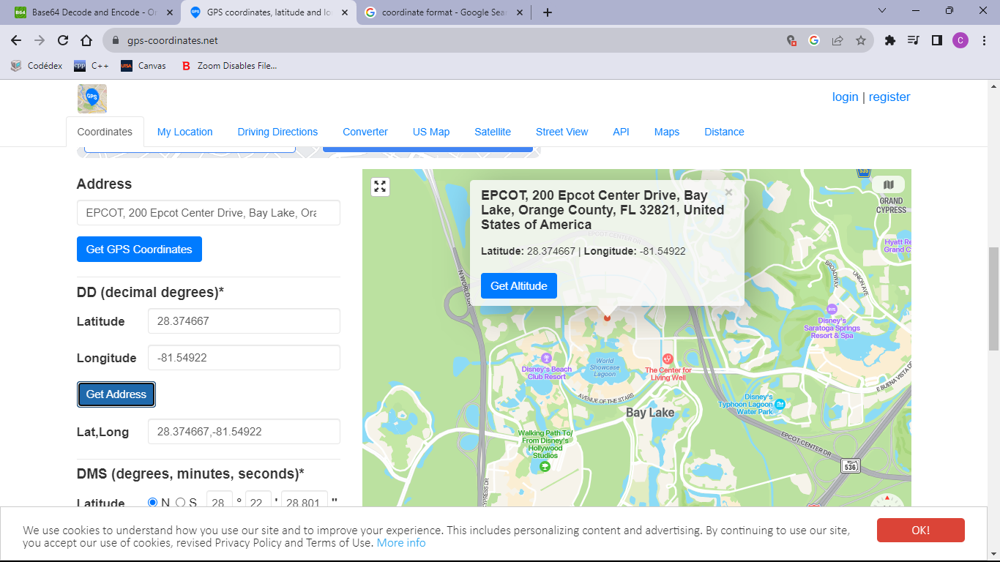 B64
Base64 Decode and Encode - Or
GPS coordinates, latitude and lo
coordinate format - Google Sear
gps-coordinates.net
C
Codédex
cpp
C++
UTSA
Canvas
B
Zoom Disables File...
GPS
login | register
Coordinates
My Location
Driving Directions
Converter
US Map
Satellite
Street View
API
Maps
Distance
Address
EPCOT, 200 Epcot Center Drive, Bay Lake, Ora
Get GPS Coordinates
DD (decimal degrees)*
Latitude
28.374667
Longitude
-81.54922
Get Address
Lat,Long
28.374667,-81.54922
DMS (degrees, minutes, seconds)*
Latitude
N
S
28
°
22
'
28.801
"
EPCOT, 200 Epcot Center Drive, Bay
Lake, Orange County, FL 32821, United
States of America
Latitude: 28.374667 | Longitude: -81.54922
Get Altitude
535
GRAND
CYPRESS
Hyatt Re
Grand C
EPCOT CENTER DR
N WORLD DR
BROADWAY
UNION AVE
Disney's
Saratoga Springs
Resort & Spa
Disney's Beach
Club Resort
World
Showcase
Lagoon
The Center for
Living Well
AVENUE OF THE STARS
E BUENA VISTA DR
Disney's
Typhoon Lagoon
Water Park
Bay Lake
Walking Path To/
From Disney's
Hollywood
Studios
EPCOT CENTER DR
536
CYPRESS DR
We use cookies to understand how you use our site and to improve your experience. This includes personalizing content and advertising. By continuing to use our site,
you accept our use of cookies, revised Privacy Policy and Terms of Use. More info
OK!